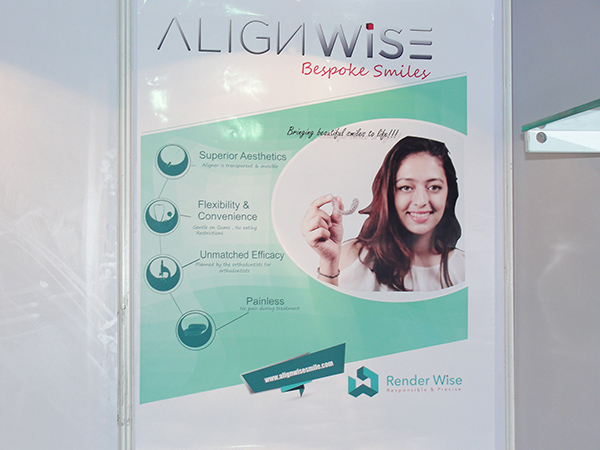 ALIGNWISE
Bespoke Smiles
Bringing beautiful smiles to life!!!
Superior Aesthetics
Aligner is transparent & invisible
Flexibility &
Convenience
Gentle on Gums , No eating
Restrictions
Unmatched Efficacy
Planned by the orthodontists for
orthodontists
Painless
No pain during treatment
www.alignwisesmile.com
Render Wise
Responsible & Precise